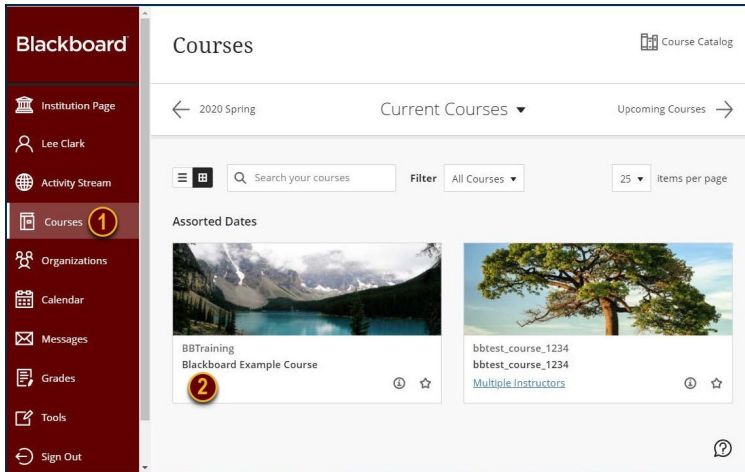 Blackboard
Institution Page
Lee Clark
Activity Stream
Courses 1
Organizations
Calendar
Messages
Grades
Tools
Sign Out
Courses
Course Catalog
2020 Spring
Current Courses
Upcoming Courses
Search your courses
Filter
All Courses
25 items per page
Assorted Dates
BBTraining
Blackboard Example Course
2
bbtest_course_1234
bbtest_course_1234
Multiple Instructors